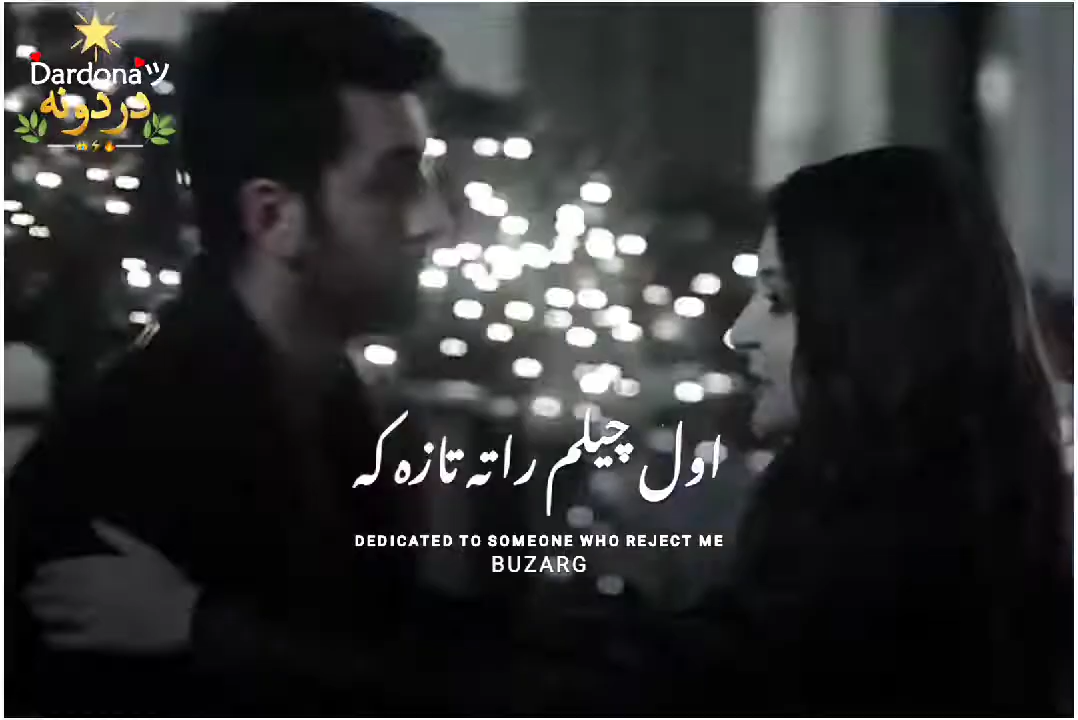 Dardonaツ
دردونه
اول چیلم راته تازه که
DEDICATED TO SOMEONE WHO REJECT ME
BUZARG